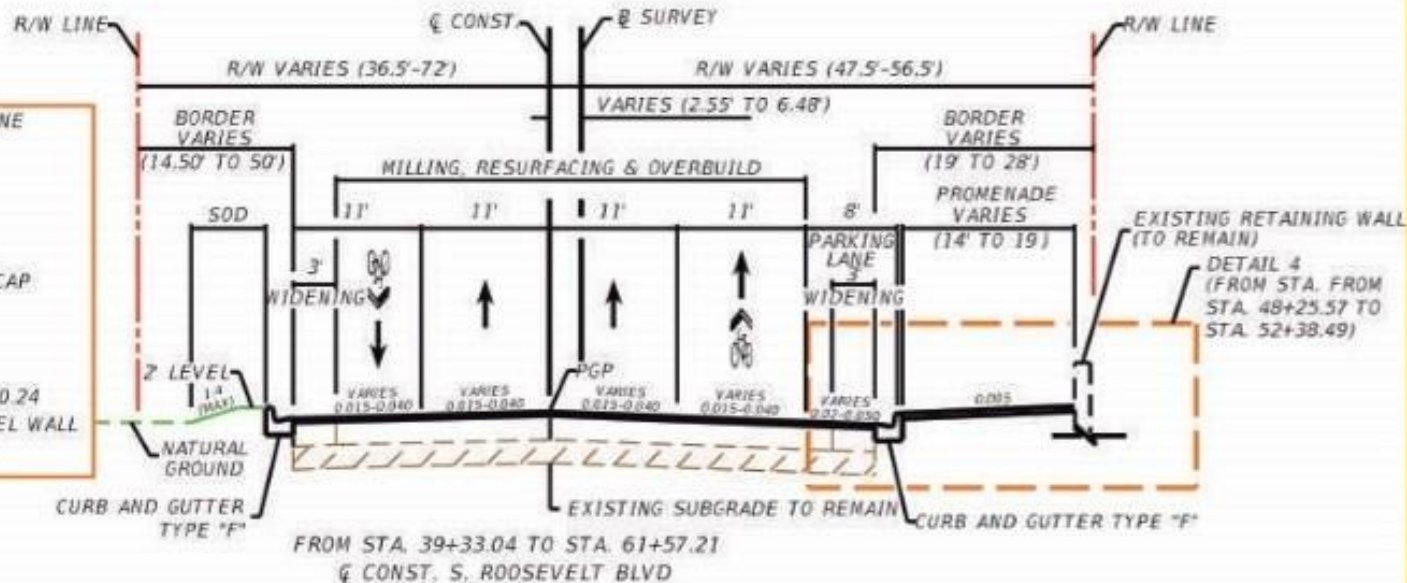 ℄ CONST.
B SURVEY
R/W LINE
R/W LINE
R/W VARIES (36.5'-72')
R/W VARIES (47.5'-56.5')
VARIES (2.55' TO 6.48')
NE
BORDER
VARIES
(14.50' TO 50')
BORDER
VARIES
(19' TO 28')
MILLING, RESURFACING & OVERBUILD
SOD
11'
11'
11'
11'
8'
PARKING
LANE
PROMENADE
VARIES
(14' TO 19')
EXISTING RETAINING WALL
(TO REMAIN)
DETAIL 4
(FROM STA. FROM
STA. 48+25.57 TO
STA. 52+38.49)
CAP
3'
WIDENING
3'
WIDENING
2' LEVEL
1:4
(MAX)
PGP
VARIES
0.015-0.040
VARIES
0.015-0.040
VARIES
0.015-0.040
VARIES
0.015-0.040
VARIES
0.02-0.050
0.005
0.24
EL WALL
NATURAL
GROUND
CURB AND GUTTER
TYPE "F"
EXISTING SUBGRADE TO REMAIN
CURB AND GUTTER TYPE "F"
FROM STA. 39+33.04 TO STA. 61+57.21
℄ CONST. S. ROOSEVELT BLVD